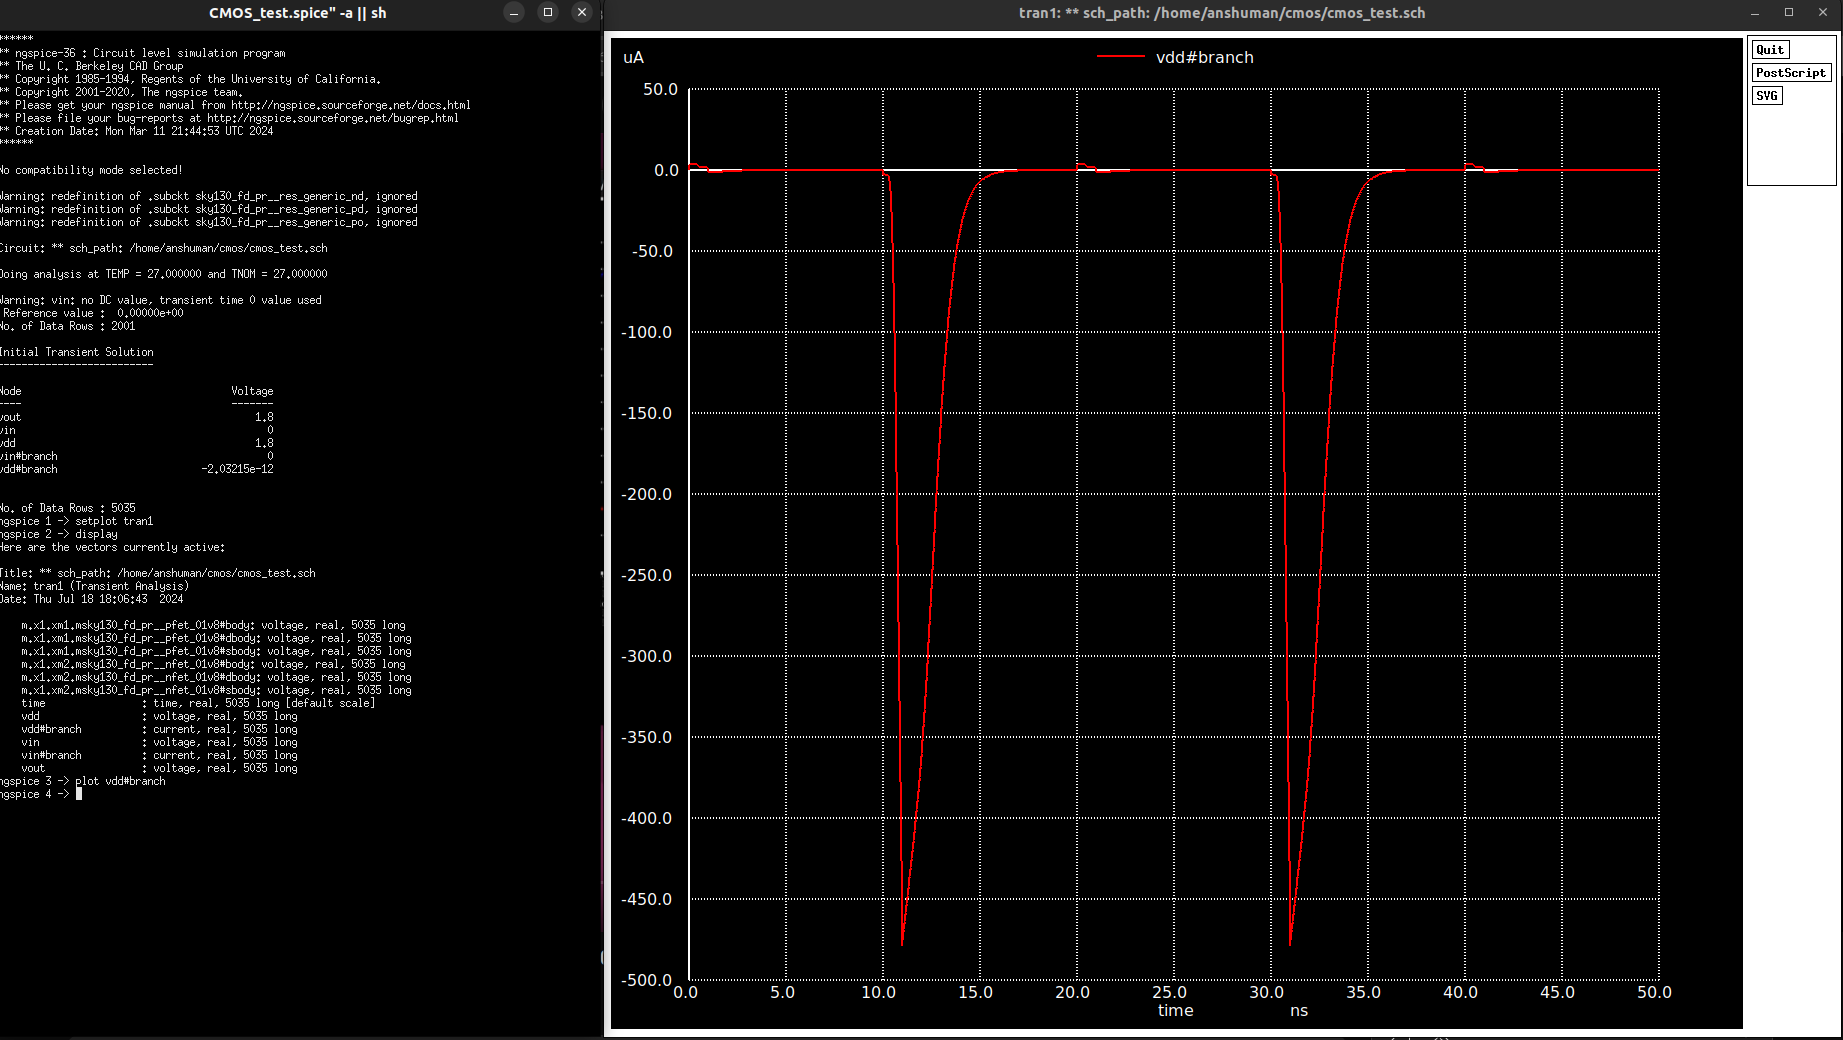 CMOS_test.spice" -a || sh
******
** ngspice-36 : Circuit level simulation program
** The U. C. Berkeley CAD Group
** Copyright 1985-1994, Regents of the University of California.
** Copyright 2001-2020, The ngspice team.
** Please get your ngspice manual from http://ngspice.sourceforge.net/docs.html
** Please file your bug-reports at http://ngspice.sourceforge.net/bugrep.html
** Creation Date: Mon Mar 11 21:44:53 UTC 2024
******
No compatibility mode selected!
Warning: redefinition of .subckt sky130_fd_pr__res_generic_nd, ignored
Warning: redefinition of .subckt sky130_fd_pr__res_generic_pd, ignored
Warning: redefinition of .subckt sky130_fd_pr__res_generic_po, ignored
Circuit: ** sch_path: /home/anshuman/cmos/cmos_test.sch
Doing analysis at TEMP = 27.000000 and TNOM = 27.000000
Warning: vin: no DC value, transient time 0 value used
Reference value :  0.00000e+00
No. of Data Rows : 2001
Initial Transient Solution
--------------------------
Node Voltage
---- -------
vout 1.8
vin 0
vdd 1.8
vin#branch 0
vdd#branch -2.03215e-12
No. of Data Rows : 5035
ngspice 1 -> setplot tran1
ngspice 2 -> display
Here are the vectors currently active:
Title: ** sch_path: /home/anshuman/cmos/cmos_test.sch
Name: tran1 (Transient Analysis)
Date: Thu Jul 18 18:06:43  2024
m.x1.xm1.msky130_fd_pr__pfet_01v8#body: voltage, real, 5035 long
m.x1.xm1.msky130_fd_pr__pfet_01v8#dbody: voltage, real, 5035 long
m.x1.xm1.msky130_fd_pr__pfet_01v8#sbody: voltage, real, 5035 long
m.x1.xm2.msky130_fd_pr__nfet_01v8#body: voltage, real, 5035 long
m.x1.xm2.msky130_fd_pr__nfet_01v8#dbody: voltage, real, 5035 long
m.x1.xm2.msky130_fd_pr__nfet_01v8#sbody: voltage, real, 5035 long
time : time, real, 5035 long [default scale]
vdd : voltage, real, 5035 long
vdd#branch : current, real, 5035 long
vin : voltage, real, 5035 long
vin#branch : current, real, 5035 long
vout : voltage, real, 5035 long
ngspice 3 -> plot vdd#branch
ngspice 4 ->
tran1: ** sch_path: /home/anshuman/cmos/cmos_test.sch
uA
vdd#branch
50.0
0.0
-50.0
-100.0
-150.0
-200.0
-250.0
-300.0
-350.0
-400.0
-450.0
-500.0
0.0 5.0 10.0 15.0 20.0 25.0 30.0 35.0 40.0 45.0 50.0
time ns
Quit
PostScript
SVG